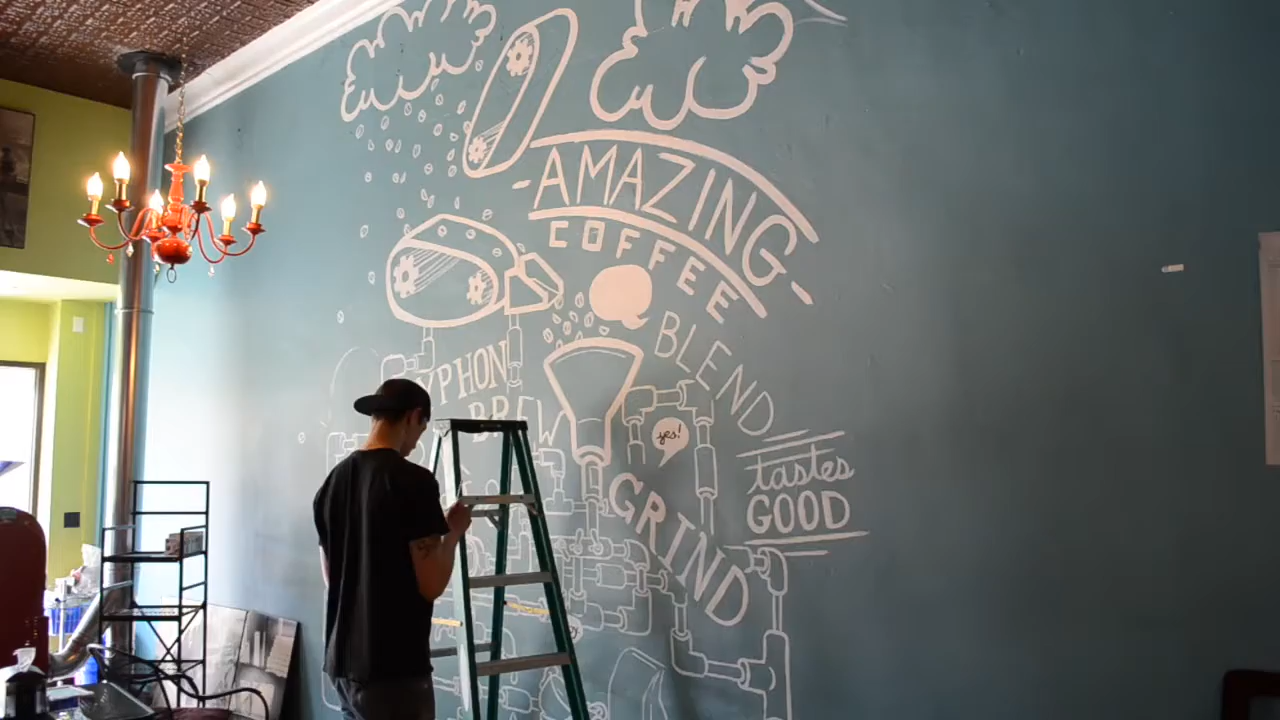 AMAZING
COFFEE
BLEND
YPHON
BREW
yes!
tastes
GOOD
GRIND